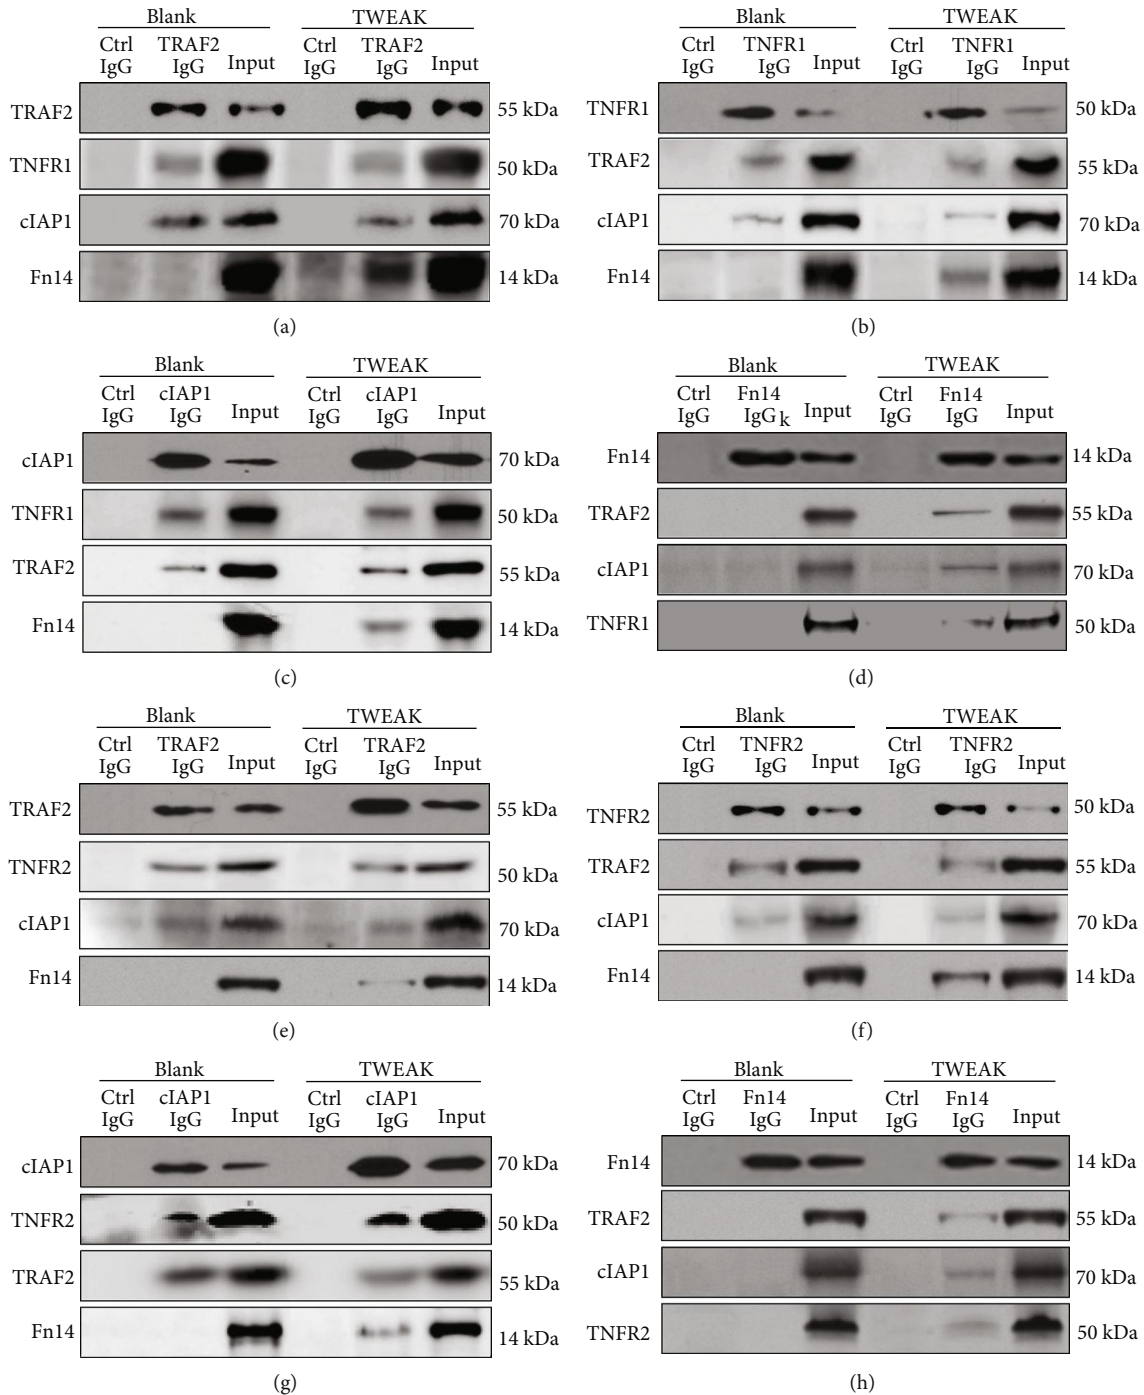 Blank TWEAK
Ctrl IgG TRAF2 IgG Input Ctrl IgG TRAF2 IgG Input
TRAF2 55 kDa
TNFR1 50 kDa
cIAP1 70 kDa
Fn14 14 kDa
(a)
Blank TWEAK
Ctrl IgG TNFR1 IgG Input Ctrl IgG TNFR1 IgG Input
TNFR1 50 kDa
TRAF2 55 kDa
cIAP1 70 kDa
Fn14 14 kDa
(b)
Blank TWEAK
Ctrl IgG cIAP1 IgG Input Ctrl IgG cIAP1 IgG Input
cIAP1 70 kDa
TNFR1 50 kDa
TRAF2 55 kDa
Fn14 14 kDa
(c)
Blank TWEAK
Ctrl IgG Fn14 IgG k Input Ctrl IgG Fn14 IgG Input
Fn14 14 kDa
TRAF2 55 kDa
cIAP1 70 kDa
TNFR1 50 kDa
(d)
Blank TWEAK
Ctrl IgG TRAF2 IgG Input Ctrl IgG TRAF2 IgG Input
TRAF2 55 kDa
TNFR2 50 kDa
cIAP1 70 kDa
Fn14 14 kDa
(e)
Blank TWEAK
Ctrl IgG TNFR2 IgG Input Ctrl IgG TNFR2 IgG Input
TNFR2 50 kDa
TRAF2 55 kDa
cIAP1 70 kDa
Fn14 14 kDa
(f)
Blank TWEAK
Ctrl IgG cIAP1 IgG Input Ctrl IgG cIAP1 IgG Input
cIAP1 70 kDa
TNFR2 50 kDa
TRAF2 55 kDa
Fn14 14 kDa
(g)
Blank TWEAK
Ctrl IgG Fn14 IgG Input Ctrl IgG Fn14 IgG Input
Fn14 14 kDa
TRAF2 55 kDa
cIAP1 70 kDa
TNFR2 50 kDa
(h)